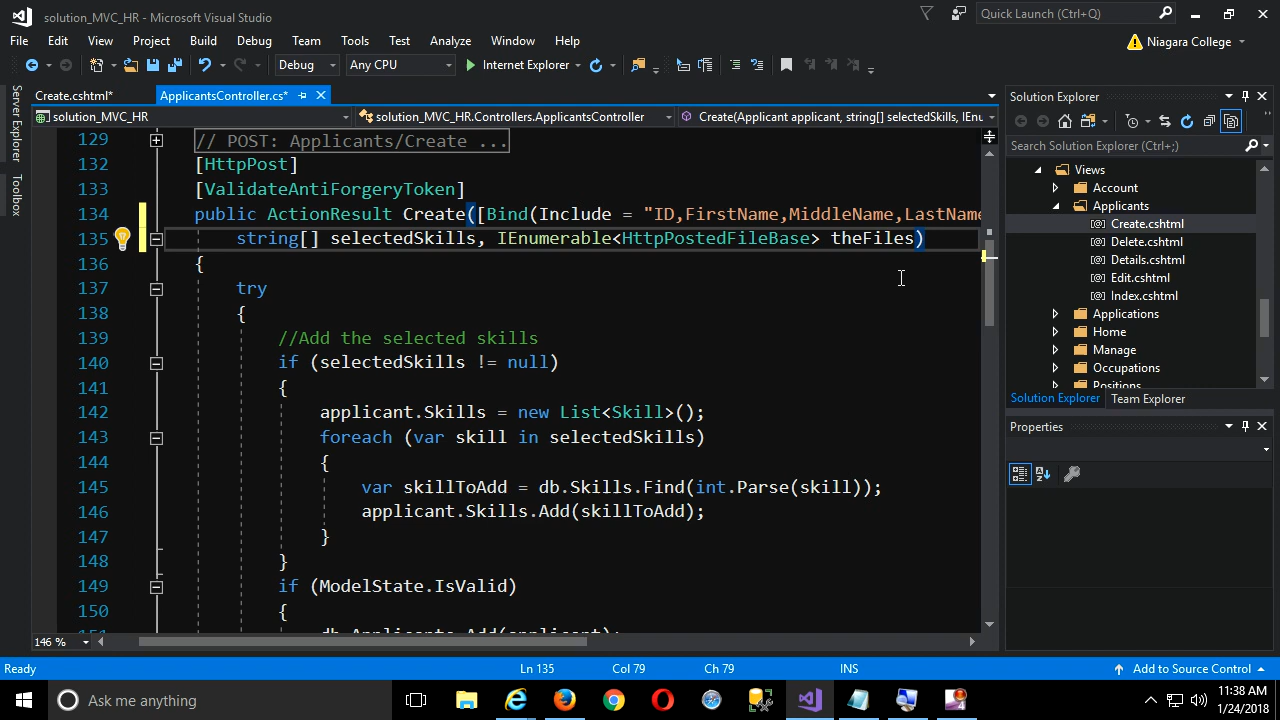 solution_MVC_HR - Microsoft Visual Studio
Quick Launch (Ctrl+Q)
File Edit View Project Build Debug Team Tools Test Analyze Window Help
Niagara College
Debug Any CPU Internet Explorer
Server Explorer
Toolbox
Create.cshtml*
ApplicantsController.cs*
solution_MVC_HR
solution_MVC_HR.Controllers.ApplicantsController
Create(Applicant applicant, string[] selectedSkills, IEnu
129 // POST: Applicants/Create ...
132 [HttpPost]
133 [ValidateAntiForgeryToken]
134 public ActionResult Create([Bind(Include = "ID,FirstName,MiddleName,LastName
135 string[] selectedSkills, IEnumerable<HttpPostedFileBase> theFiles)
136 {
137 try
138 {
139 //Add the selected skills
140 if (selectedSkills != null)
141 {
142 applicant.Skills = new List<Skill>();
143 foreach (var skill in selectedSkills)
144 {
145 var skillToAdd = db.Skills.Find(int.Parse(skill));
146 applicant.Skills.Add(skillToAdd);
147 }
148 }
149 if (ModelState.IsValid)
150 {
151 db.Applicants.Add(applicant);
146 %
Solution Explorer
Search Solution Explorer (Ctrl+;)
Views
Account
Applicants
Create.cshtml
Delete.cshtml
Details.cshtml
Edit.cshtml
Index.cshtml
Applications
Home
Manage
Occupations
Positions
Solution Explorer Team Explorer
Properties
Ready Ln 135 Col 79 Ch 79 INS Add to Source Control
Ask me anything
11:38 AM
1/24/2018